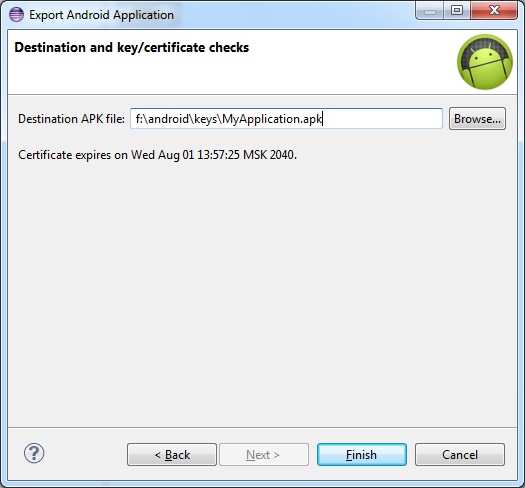 Export Android Application
Destination and key/certificate checks
Destination APK file: f:\android\keys\MyApplication.apk Browse...
Certificate expires on Wed Aug 01 13:57:25 MSK 2040.
? < Back Next > Finish Cancel